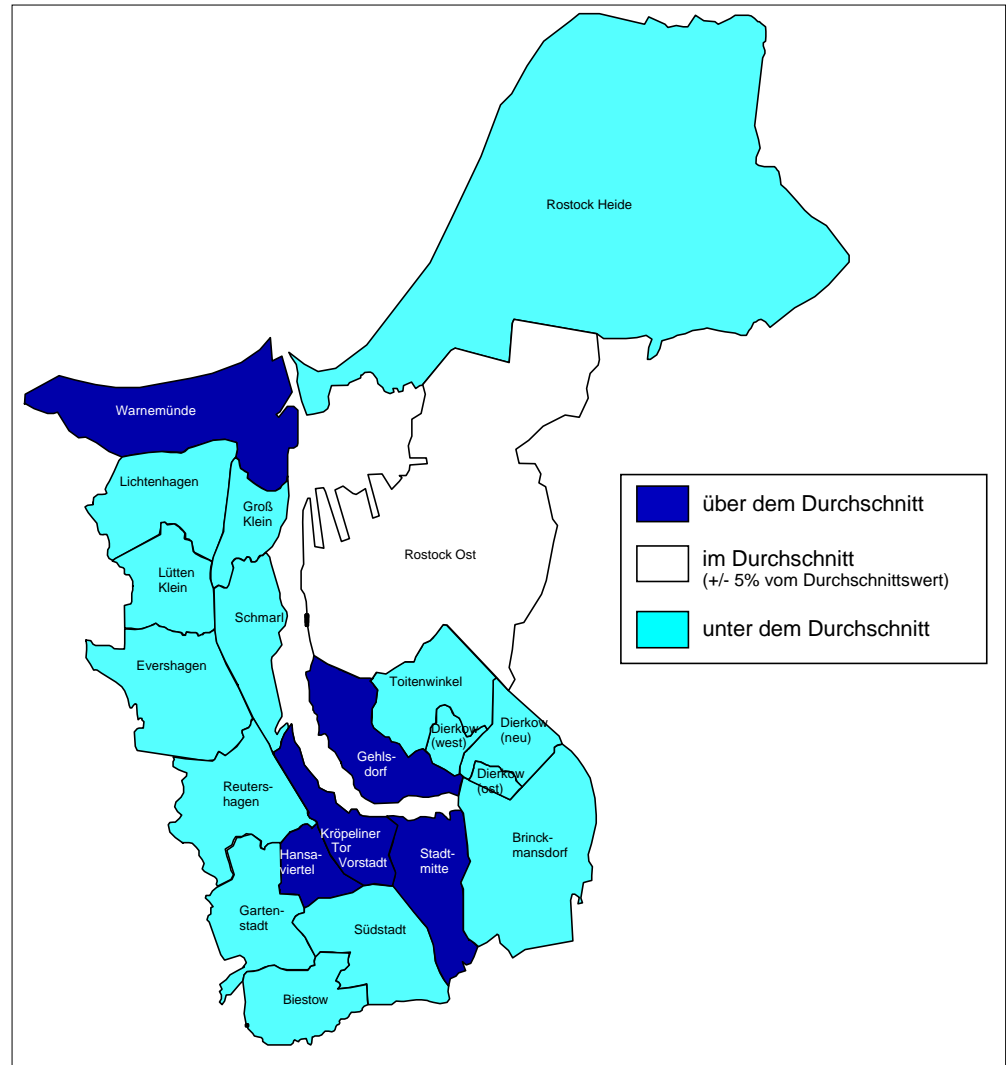 Rostock Heide
Warnemünde
Lichtenhagen
Groß
Klein
Rostock Ost
Lütten
Klein
Schmarl
Evershagen
Toitenwinkel
Dierkow
(west)
Dierkow
(neu)
Gehls-
dorf
Dierkow
(ost)
Reuters-
hagen
Kröpeliner
Tor
Vorstadt
Hansa-
viertel
Stadt-
mitte
Brinck-
mansdorf
Garten-
stadt
Südstadt
Biestow
über dem Durchschnitt
im Durchschnitt
(+/- 5% vom Durchschnittswert)
unter dem Durchschnitt